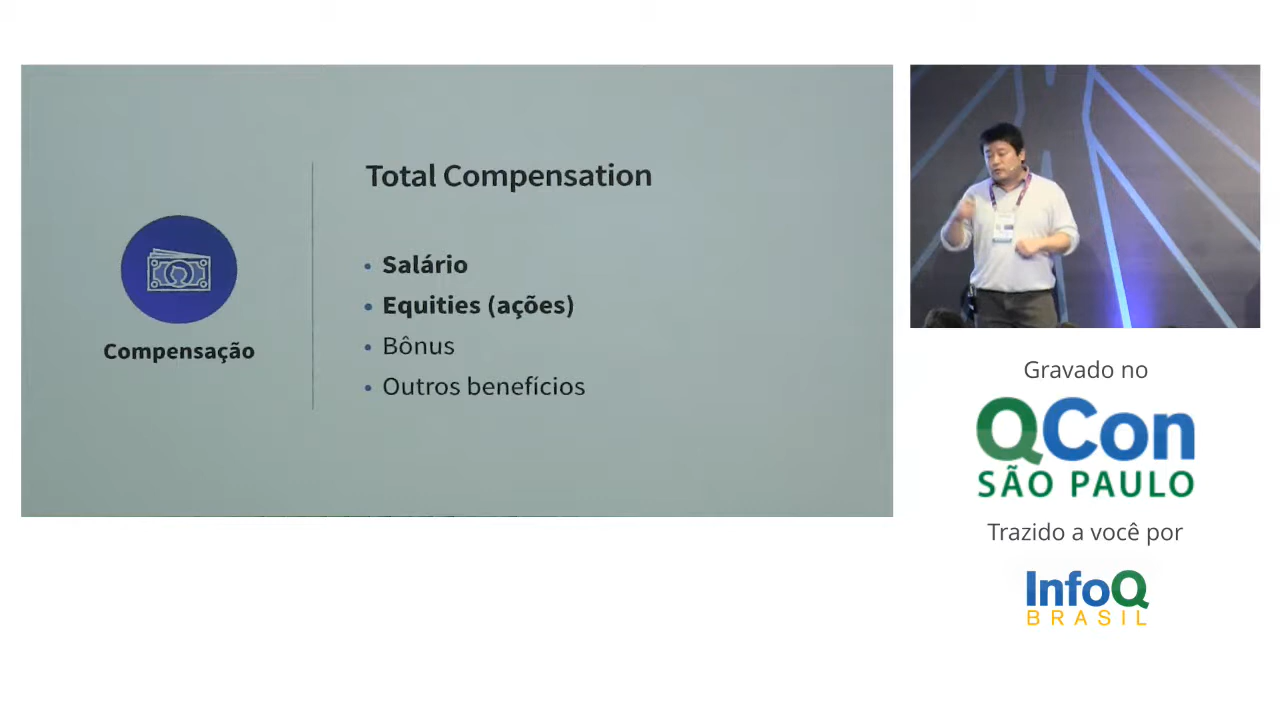 Total Compensation
Compensação
• Salário
• Equities (ações)
• Bônus
• Outros benefícios
Gravado no
QCon
SÃO PAULO
Trazido a você por
InfoQ
BRASIL